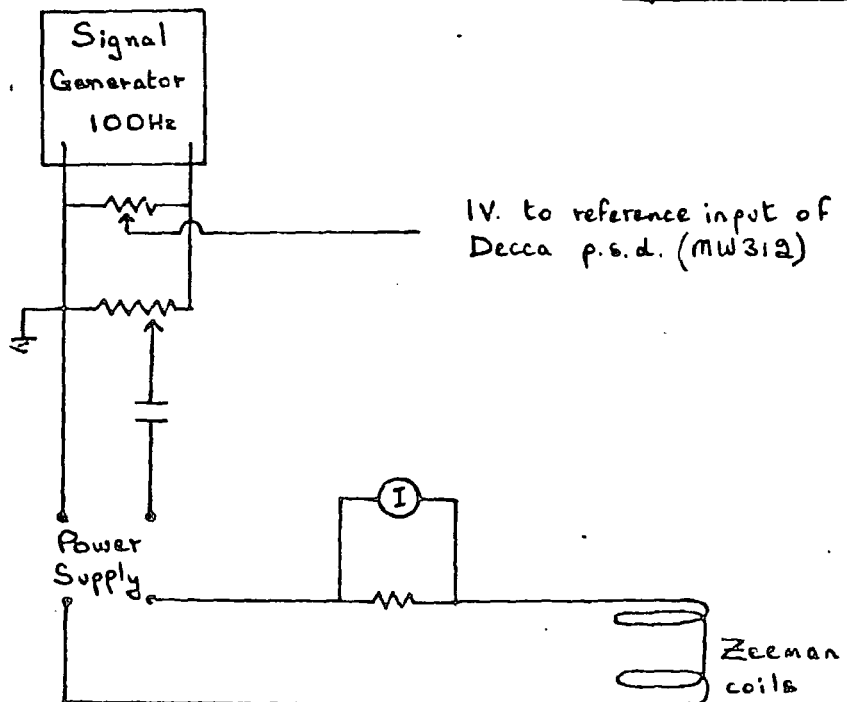 Signal
Generator
100Hz
1V. to reference input of
Decca p.s.d. (MW312)
I
Power
Supply
Zeeman
coils